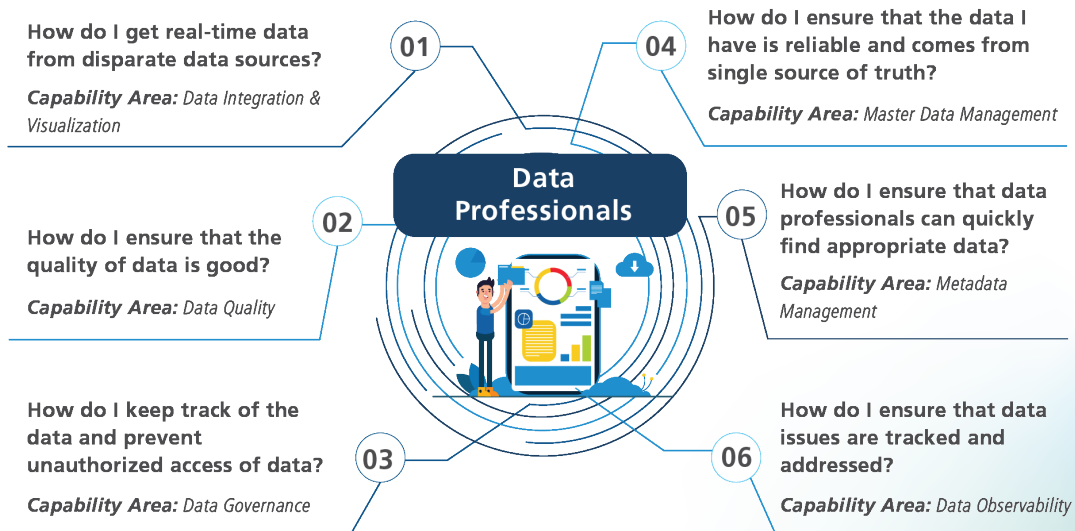 How do I get real-time data
from disparate data sources?
Capability Area: Data Integration &
Visualization
01
How do I ensure that the
quality of data is good?
Capability Area: Data Quality
02
How do I keep track of the
data and prevent
unauthorized access of data?
Capability Area: Data Governance
03
Data
Professionals
04
How do I ensure that the data I
have is reliable and comes from
single source of truth?
Capability Area: Master Data Management
05
How do I ensure that data
professionals can quickly
find appropriate data?
Capability Area: Metadata
Management
06
How do I ensure that data
issues are tracked and
addressed?
Capability Area: Data Observability